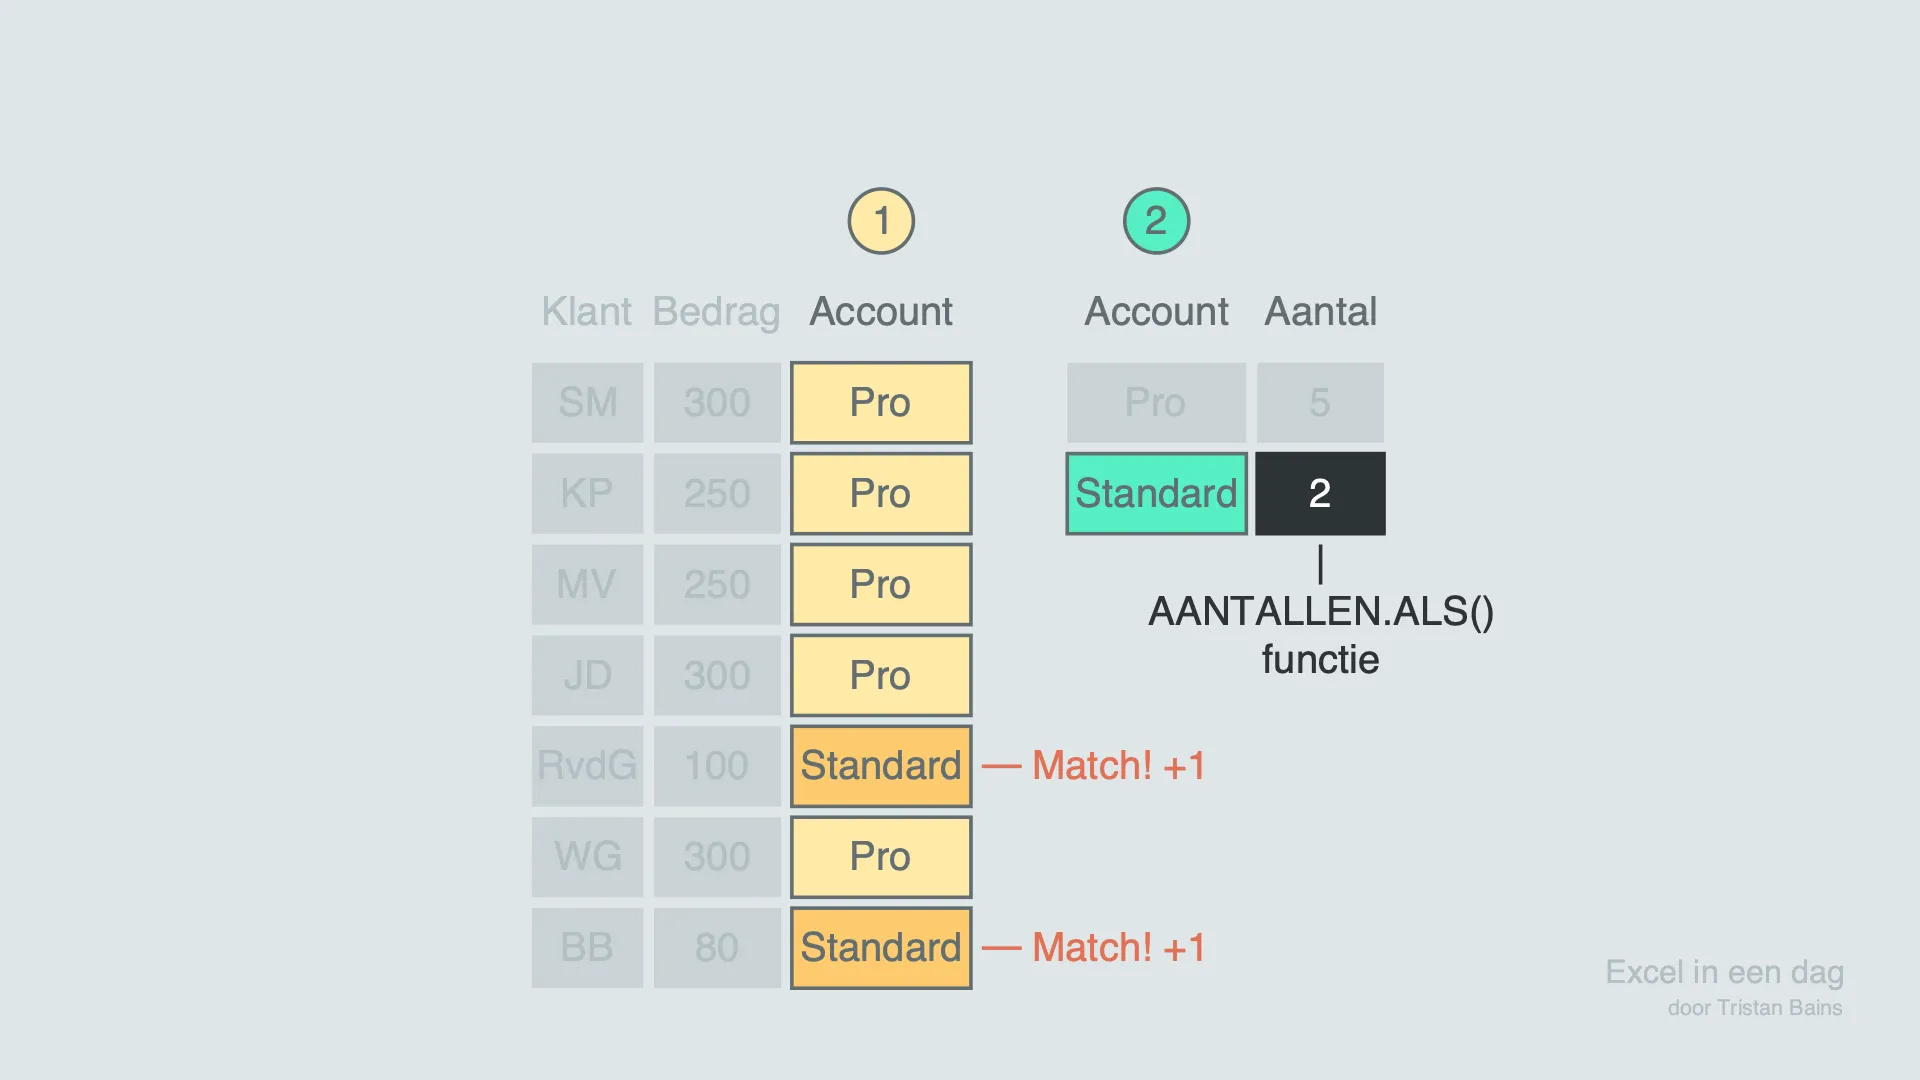 1 2
Klant Bedrag Account Account Aantal
SM 300 Pro Pro 5
KP 250 Pro Standard 2
MV 250 Pro
AANTALLEN.ALS()
functie
JD 300 Pro
RvdG 100 Standard — Match! +1
WG 300 Pro
BB 80 Standard — Match! +1
Excel in een dag
door Tristan Bains